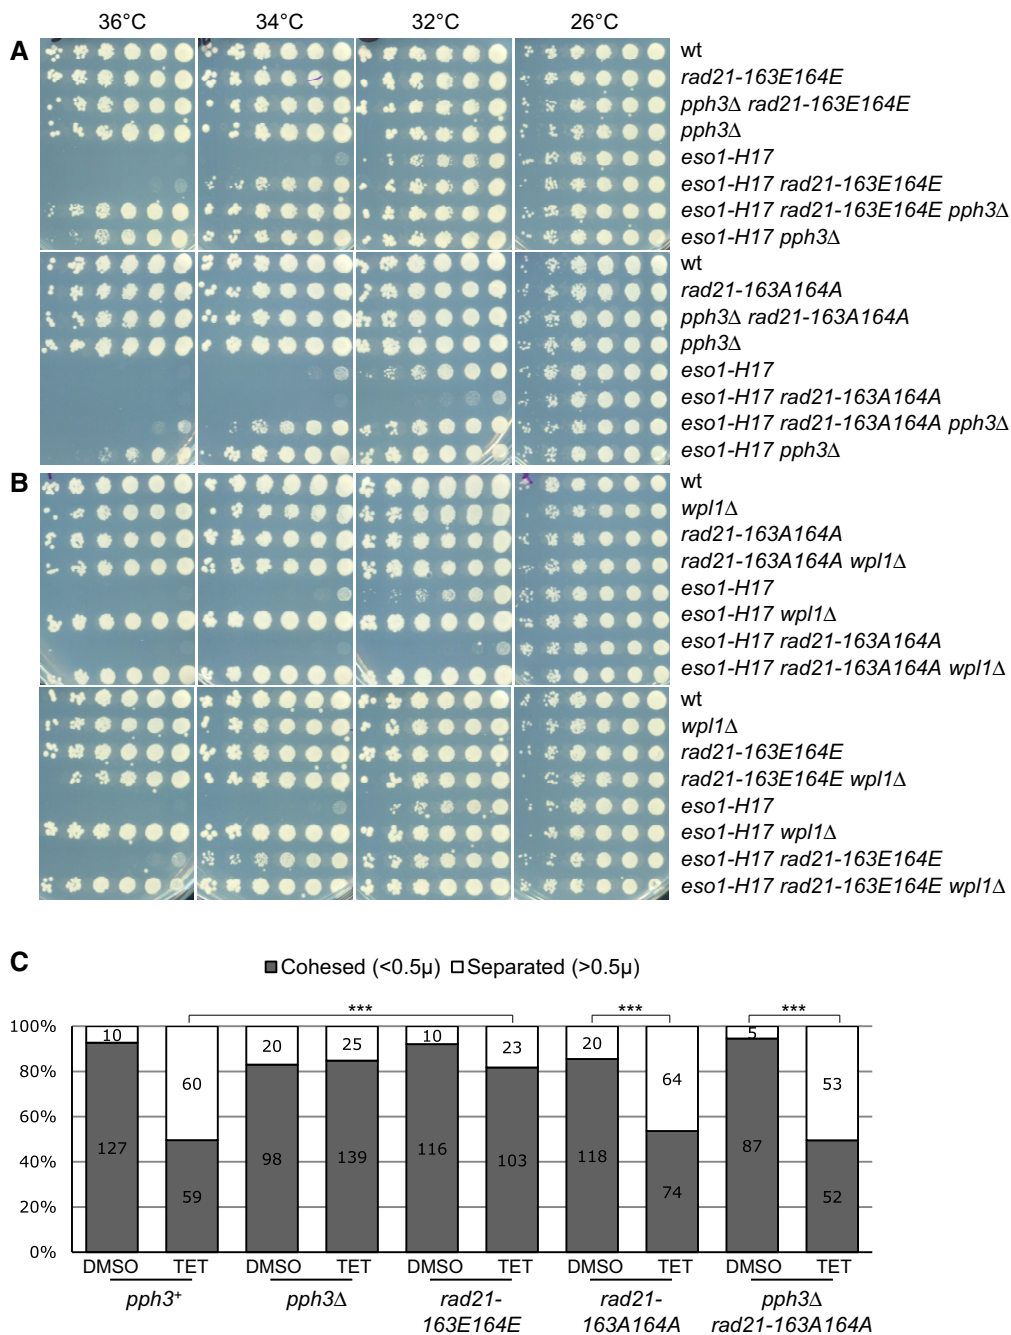 36°C 34°C 32°C 26°C
A
wt
rad21-163E164E
pph3Δ rad21-163E164E
pph3Δ
eso1-H17
eso1-H17 rad21-163E164E
eso1-H17 rad21-163E164E pph3Δ
eso1-H17 pph3Δ
wt
rad21-163A164A
pph3Δ rad21-163A164A
pph3Δ
eso1-H17
eso1-H17 rad21-163A164A
eso1-H17 rad21-163A164A pph3Δ
eso1-H17 pph3Δ
B
wt
wpl1Δ
rad21-163A164A
rad21-163A164A wpl1Δ
eso1-H17
eso1-H17 wpl1Δ
eso1-H17 rad21-163A164A
eso1-H17 rad21-163A164A wpl1Δ
wt
wpl1Δ
rad21-163E164E
rad21-163E164E wpl1Δ
eso1-H17
eso1-H17 wpl1Δ
eso1-H17 rad21-163E164E
eso1-H17 rad21-163E164E wpl1Δ
C
Cohesed (<0.5µ) Separated (>0.5µ)
*** *** ***
100%
80%
60%
40%
20%
0%
10 60 20 25 10 23 20 64 5 53
127 59 98 139 116 103 118 74 87 52
DMSO TET DMSO TET DMSO TET DMSO TET DMSO TET
pph3+ pph3Δ rad21- rad21- pph3Δ
163E164E 163A164A rad21-163A164A